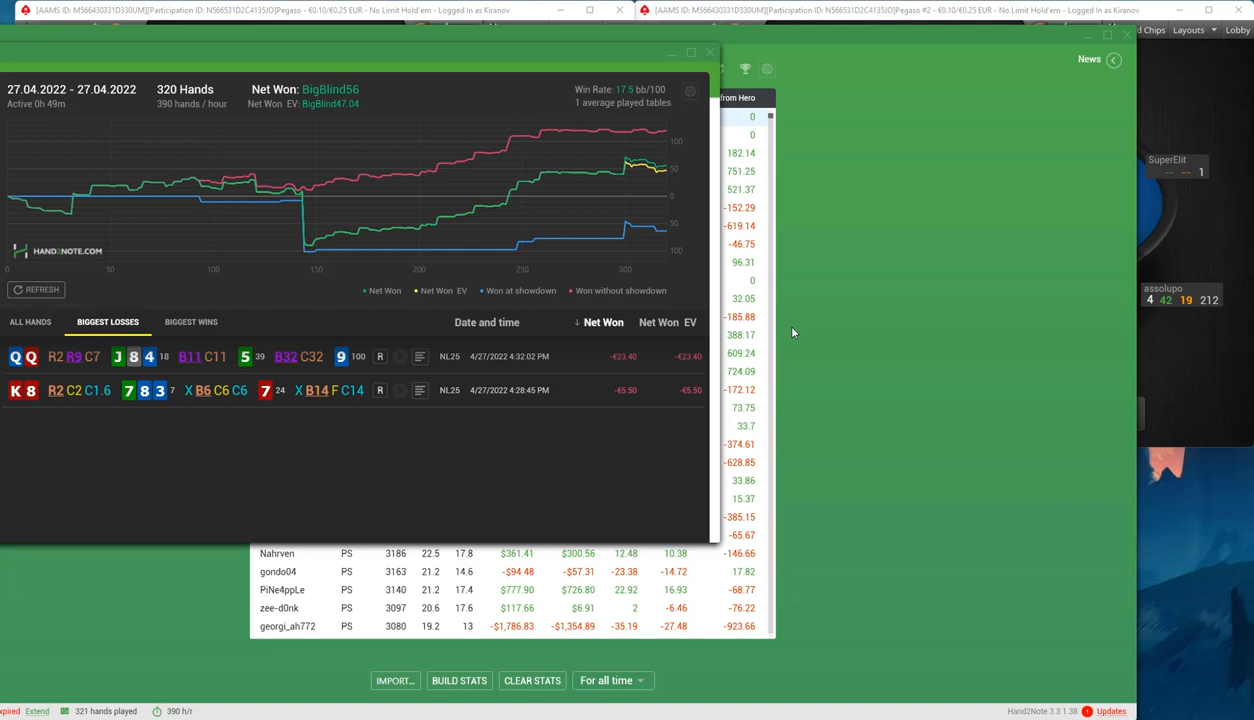 [AAMS ID: M566430331D330UM][Participation ID: N566531D2C4135JO]Pegaso - €0.10/€0.25 EUR - No Limit Hold'em - Logged In as Kiranov
[AAMS ID: M566430331D330UM][Participation ID: N566531D2C4135JO]Pegaso #2 - €0.10/€0.25 EUR - No Limit Hold'em - Logged In as Kiranov
d Chips Layouts Lobby
News
27.04.2022 - 27.04.2022 320 Hands Net Won: BigBlind56 Win Rate: 17.5 bb/100
Active 0h 49m 390 hands / hour Net Won EV: BigBlind47.04 1 average played tables
from Hero
0
0
182.14
751.25
521.37
-152.29
-619.14
-46.75
96.31
0
32.05
-185.88
388.17
609.24
724.09
-172.12
73.75
33.7
-374.61
-628.85
33.86
15.37
-385.15
-65.67
100
50
0
50
100
HAND2NOTE.COM
0 50 100 150 200 250 300
REFRESH
Net Won Net Won EV Won at showdown Won without showdown
ALL HANDS BIGGEST LOSSES BIGGEST WINS Date and time ↓ Net Won Net Won EV
Q Q R2 R9 C7 J 8 4 18 B11 C11 5 39 B32 C32 9 100 R NL25 4/27/2022 4:32:02 PM -€23.40 -€23.40
K 8 R2 C2 C1.6 7 8 3 7 X B6 C6 C6 7 24 X B14 F C14 R NL25 4/27/2022 4:28:45 PM -€5.50 -€5.50
Nahrven PS 3186 22.5 17.8 $361.41 $300.56 12.48 10.38 -146.66
gondo04 PS 3163 21.2 14.6 -$94.48 -$57.31 -23.38 -14.72 17.82
PiNe4ppLe PS 3140 21.2 17.4 $777.90 $726.80 22.92 16.93 -68.77
zee-d0nk PS 3097 20.6 17.6 $117.66 $6.91 2 -6.46 -76.22
georgi_ah772 PS 3080 19.2 13 -$1,786.83 -$1,354.89 -35.19 -27.48 -923.66
SuperElit
-- -- 1
assolupo
4 42 19 212
IMPORT... BUILD STATS CLEAR STATS For all time
xpired Extend 321 hands played 390 h/r Hand2Note 3.3.1.38 1 Updates